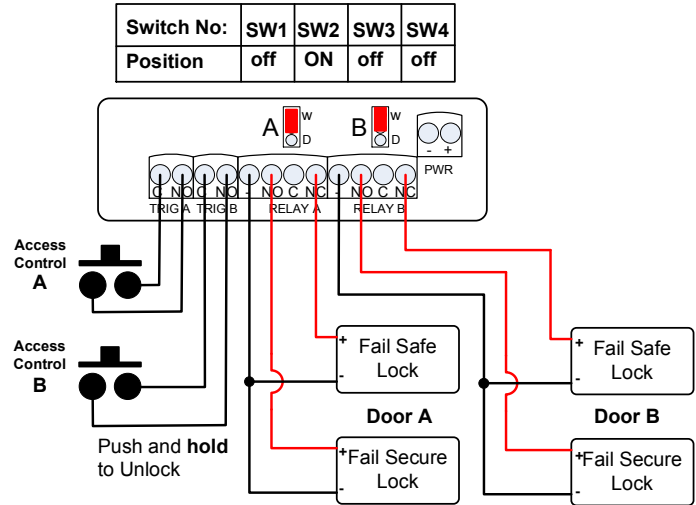 Switch No: SW1 SW2 SW3 SW4
Position off ON off off
A W D
B W D
- +
PWR
C NO C NO - NO C NC - NO C NC
TRIG A TRIG B RELAY A RELAY B
Access
Control
A
Access
Control
B
Push and hold
to Unlock
+ Fail Safe
- Lock
Door A
+Fail Secure
- Lock
+ Fail Safe
- Lock
Door B
+Fail Secure
- Lock